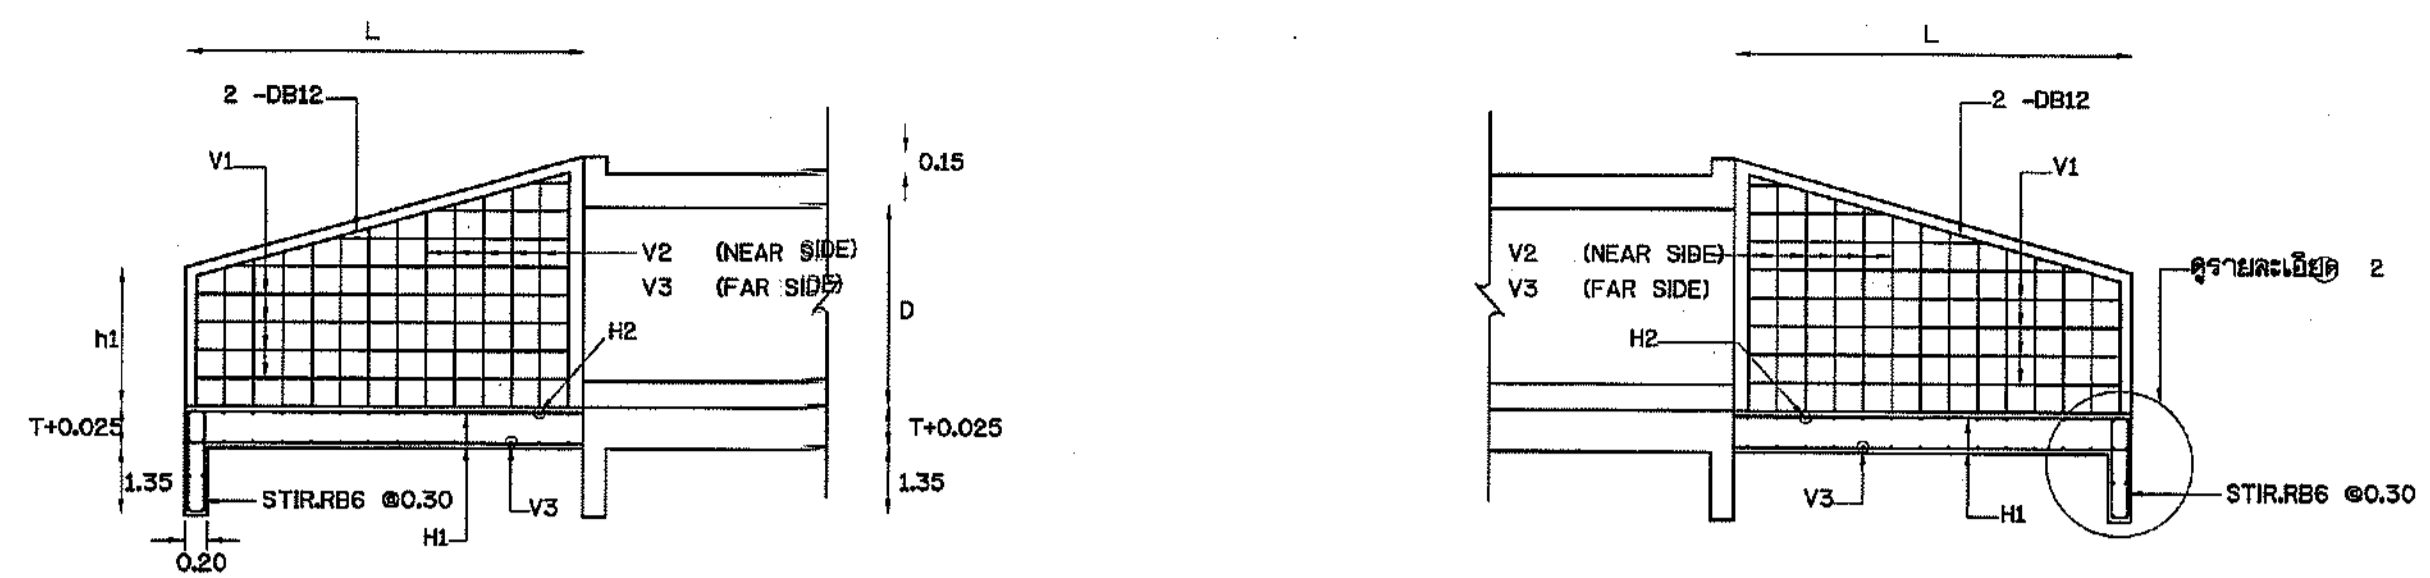 L
2 -DB12
V1
0.15
V2 (NEAR SIDE)
V3 (FAR SIDE)
h1
H2
D
T+0.025
T+0.025
1.35
STIR.RB6 @0.30
V3
1.35
H1
0.20
L
2 -DB12
V1
V2 (NEAR SIDE)
V3 (FAR SIDE)
ดูรายละเอียด 2
H2
V3
H1
STIR.RB6 @0.30